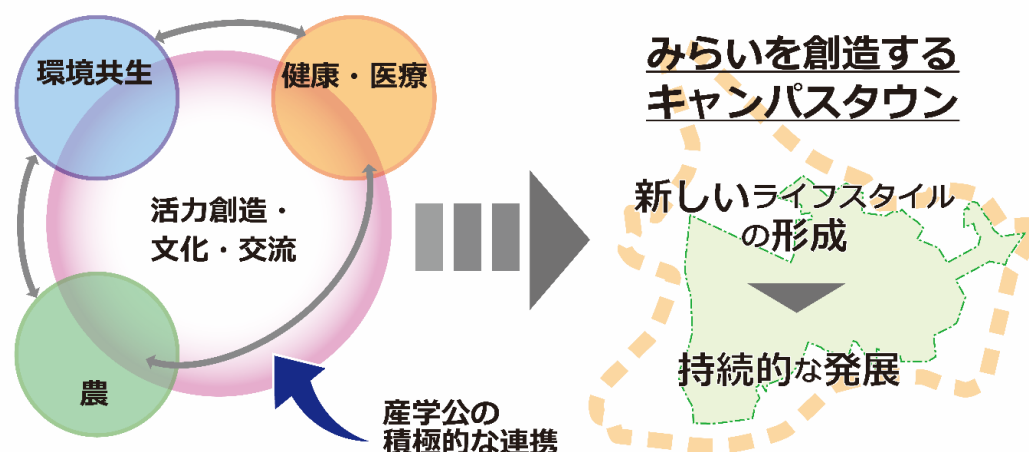 環境共生
健康・医療
活力創造・
文化・交流
農
産学公の
積極的な連携
みらいを創造する
キャンパスタウン
新しいライフスタイル
の形成
持続的な発展